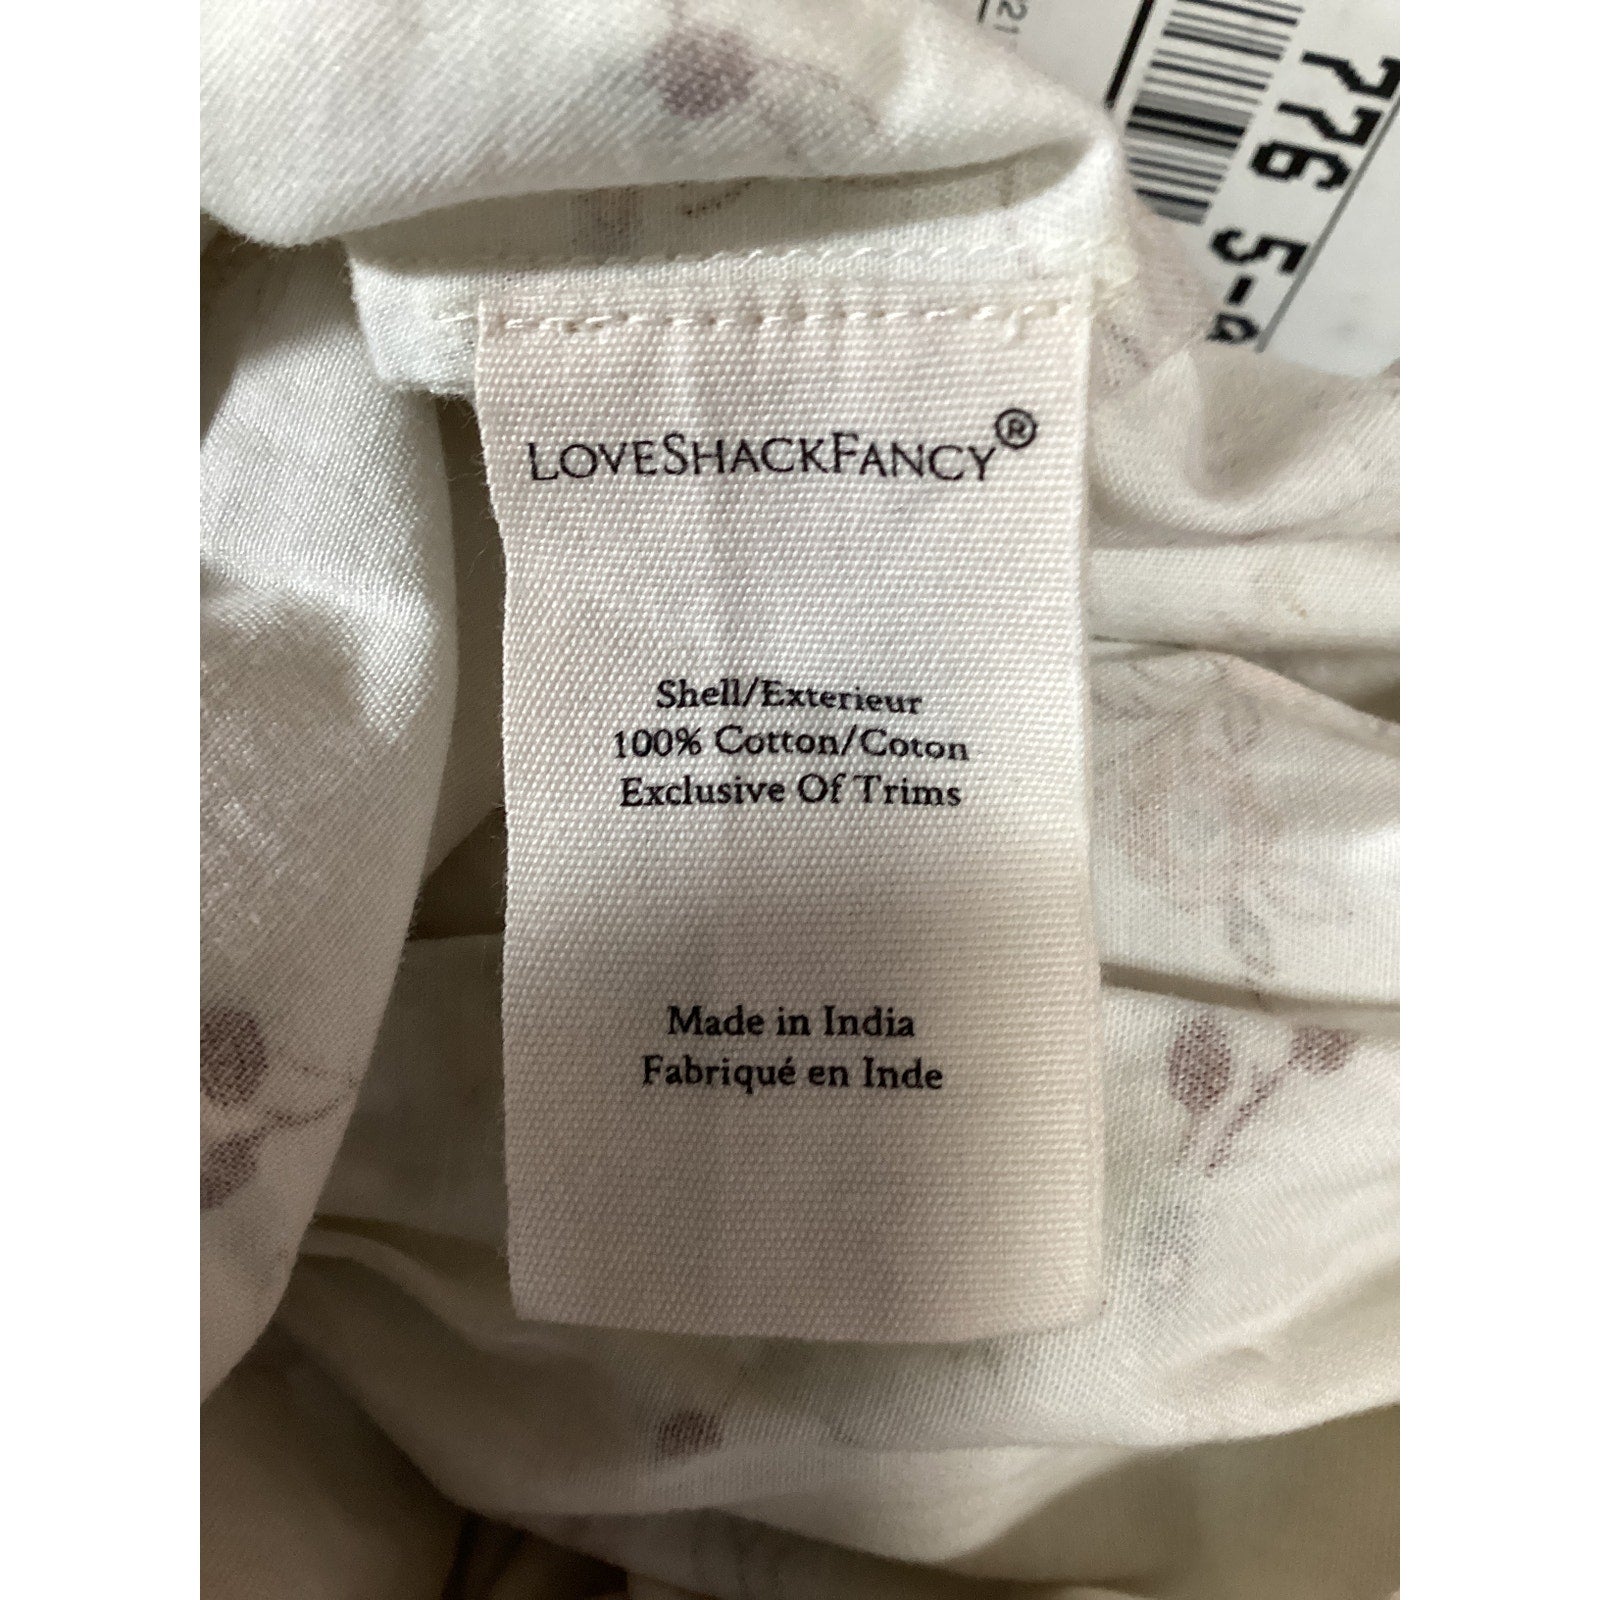 LOVESHACKFANCY®
Shell/Exterieur
100% Cotton/Coton
Exclusive Of Trims
Made in India
Fabriqué en Inde
776 5-